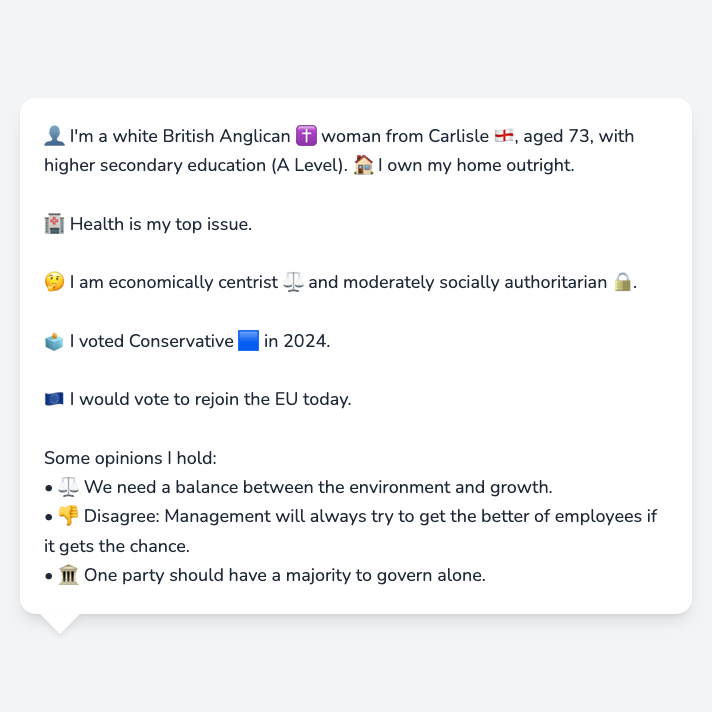 👤 I'm a white British Anglican ✝️ woman from Carlisle 🏴󠁧󠁢󠁥󠁮󠁧󠁿, aged 73, with
higher secondary education (A Level). 🏠 I own my home outright.
🏥 Health is my top issue.
🤔 I am economically centrist ⚖️ and moderately socially authoritarian 🔒.
🗳️ I voted Conservative 🟦 in 2024.
🇪🇺 I would vote to rejoin the EU today.
Some opinions I hold:
• ⚖️ We need a balance between the environment and growth.
• 👎 Disagree: Management will always try to get the better of employees if
it gets the chance.
• 🏛️ One party should have a majority to govern alone.